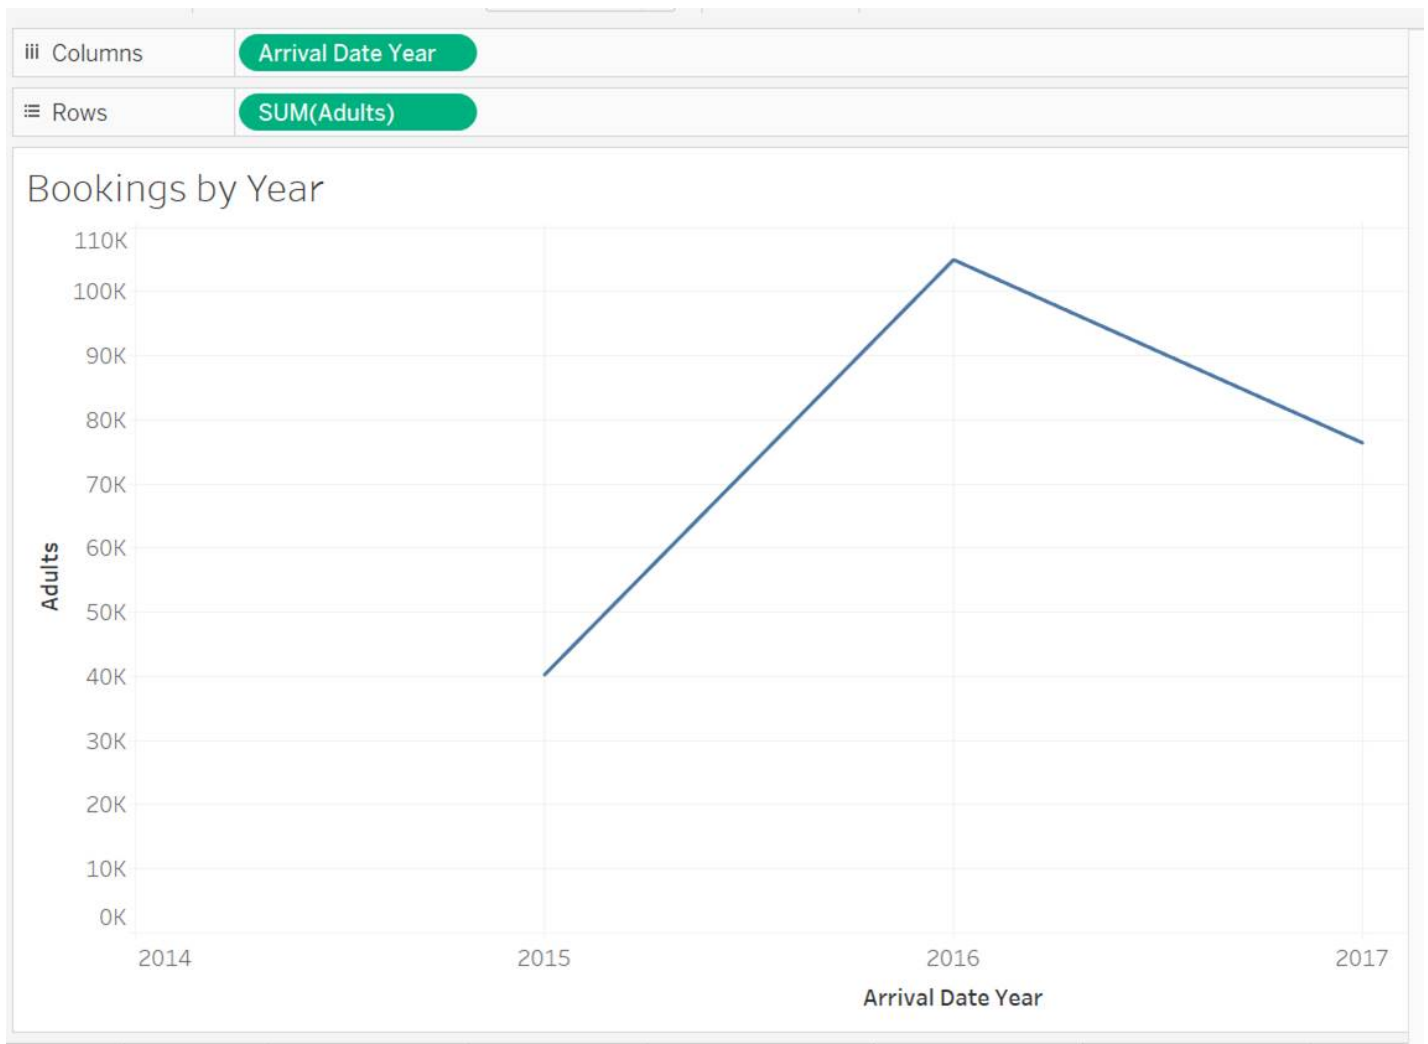 Columns Arrival Date Year
Rows SUM(Adults)
Bookings by Year
110K
100K
90K
80K
70K
60K
50K
40K
30K
20K
10K
0K
Adults
2014 2015 2016 2017
Arrival Date Year